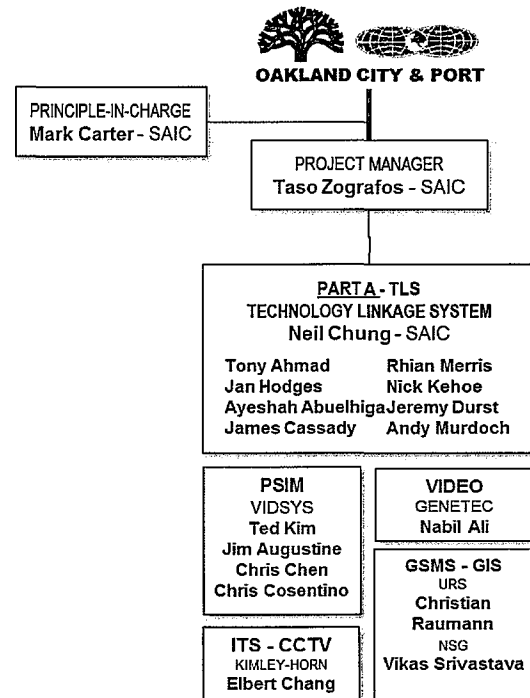 OAKLAND CITY & PORT
PRINCIPLE-IN-CHARGE
Mark Carter - SAIC
PROJECT MANAGER
Taso Zografos - SAIC
PART A - TLS
TECHNOLOGY LINKAGE SYSTEM
Neil Chung - SAIC
Tony Ahmad Rhian Merris
Jan Hodges Nick Kehoe
Ayeshah Abuelhiga Jeremy Durst
James Cassady Andy Murdoch
PSIM
VIDSYS
Ted Kim
Jim Augustine
Chris Chen
Chris Cosentino
VIDEO
GENETEC
Nabil Ali
GSMS - GIS
URS
Christian
Raumann
NSG
Vikas Srivastava
ITS - CCTV
KIMLEY-HORN
Elbert Chang